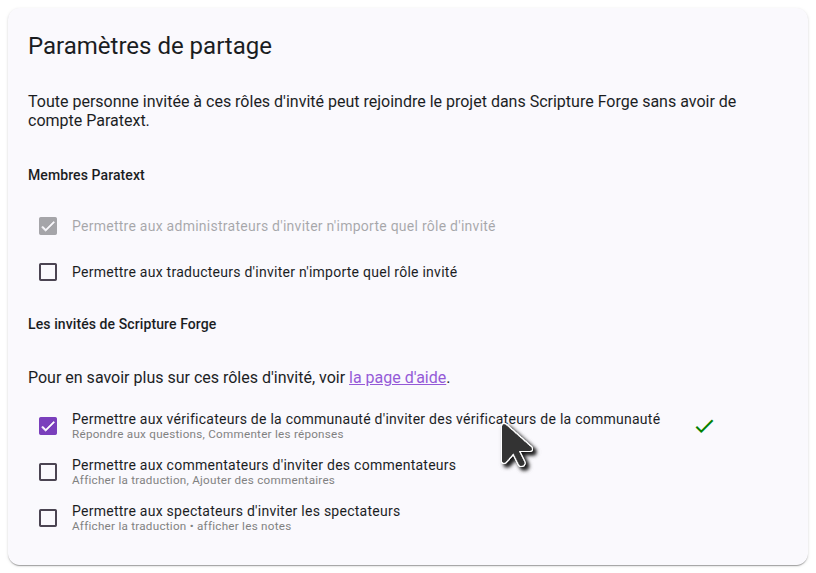 Paramètres de partage
Toute personne invitée à ces rôles d'invité peut rejoindre le projet dans Scripture Forge sans avoir de
compte Paratext.
Membres Paratext
Permettre aux administrateurs d'inviter n'importe quel rôle d'invité
Permettre aux traducteurs d'inviter n'importe quel rôle invité
Les invités de Scripture Forge
Pour en savoir plus sur ces rôles d'invité, voir la page d'aide.
Permettre aux vérificateurs de la communauté d'inviter des vérificateurs de la communauté
Répondre aux questions, Commenter les réponses
Permettre aux commentateurs d'inviter des commentateurs
Afficher la traduction, Ajouter des commentaires
Permettre aux spectateurs d'inviter les spectateurs
Afficher la traduction • afficher les notes